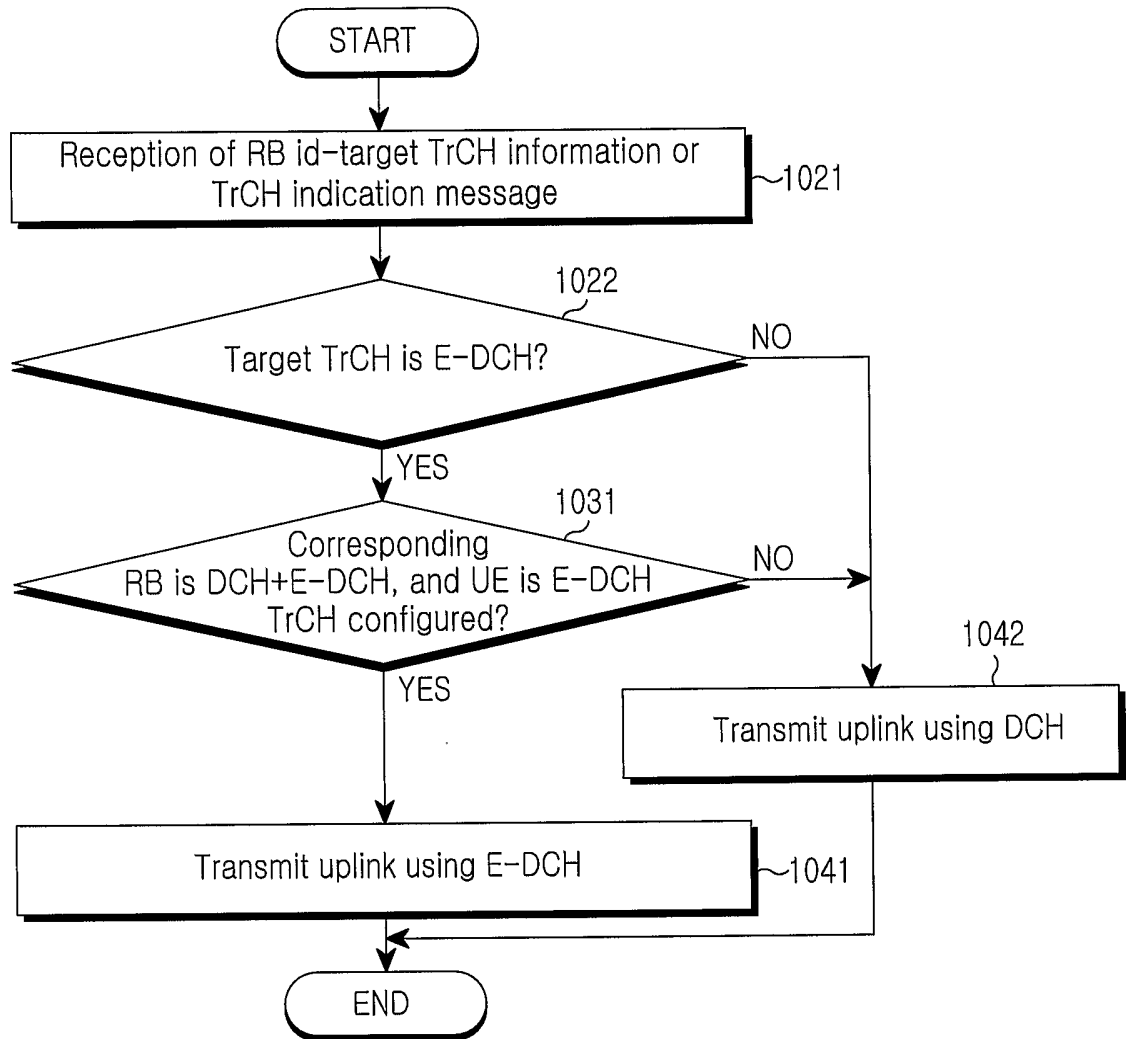 START
Reception of RB id-target TrCH information or
TrCH indication message
1021
1022
Target TrCH is E-DCH?
NO
YES
1031
Corresponding
RB is DCH+E-DCH, and UE is E-DCH
TrCH configured?
NO
YES
1042
Transmit uplink using DCH
Transmit uplink using E-DCH
1041
END